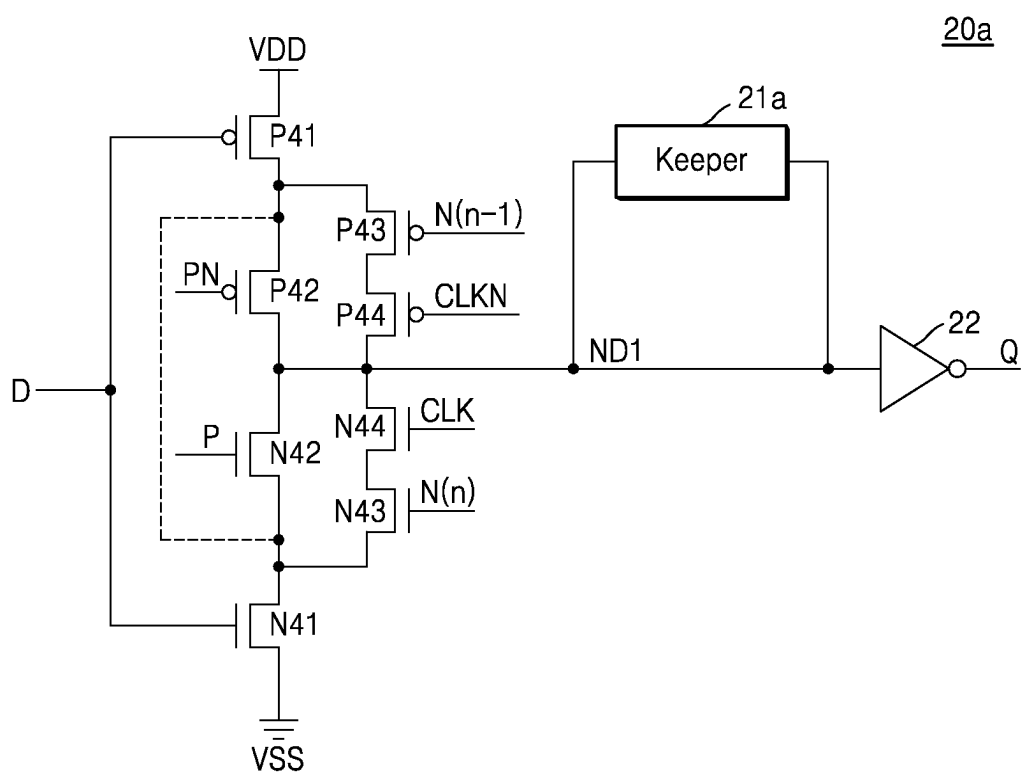 20a
VDD
21a
P41
Keeper
P43
N(n-1)
PN
P42
P44
CLKN
22
ND1
Q
D
CLK
N44
P
N42
N(n)
N43
N41
VSS